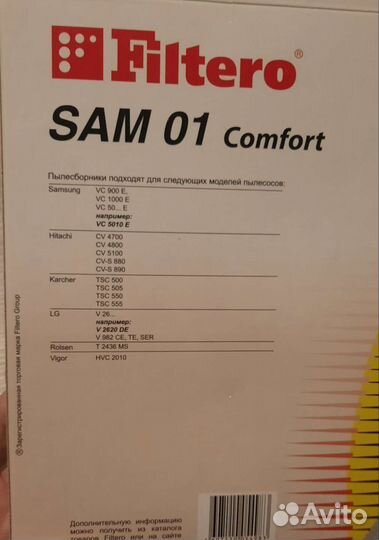 Filtero®
SAM 01 Comfort
Пылесборники подходят для следующих моделей пылесосов:
Samsung VC 900 E,
VC 1000 E
VC 50... E
например:
VC 5010 E
Hitachi CV 4700
CV 4800
CV 5100
CV-S 880
CV-S 890
Karcher TSC 500
TSC 505
TSC 550
TSC 555
LG V 26...
например:
V 2620 DE
V 982 CE, TE, SER
Rolsen T 2436 MS
Vigor HVC 2010
® Зарегистрированная торговая марка Filtero Group
Дополнительную информацию
можно получить из каталога
товаров Filtero или на сайте
Avito